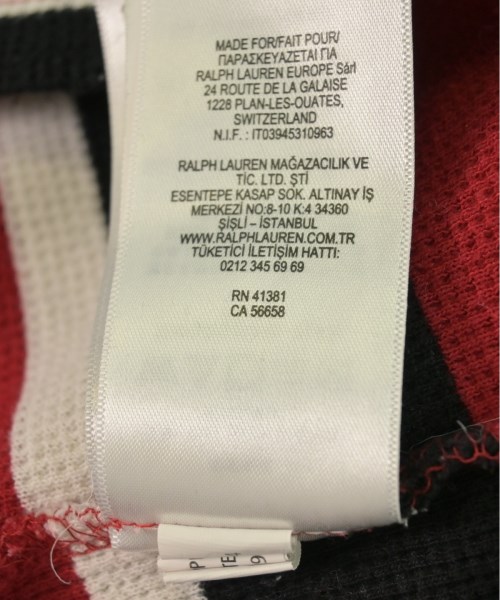 MADE FOR/FAIT POUR/
ΠΑΡΑΣΚΕΥΑΖΕΤΑΙ ΓΙΑ
RALPH LAUREN EUROPE Sárl
24 ROUTE DE LA GALAISE
1228 PLAN-LES-OUATES,
SWITZERLAND
N.I.F. : IT03945310963
RALPH LAUREN MAĞAZACILIK VE
TİC. LTD. ŞTİ
ESENTEPE KASAP SOK. ALTINAY İŞ
MERKEZİ NO:8-10 K:4 34360
ŞİŞLİ – İSTANBUL
WWW.RALPHLAUREN.COM.TR
TÜKETİCİ İLETİŞİM HATTI:
0212 345 69 69
RN 41381
CA 56658